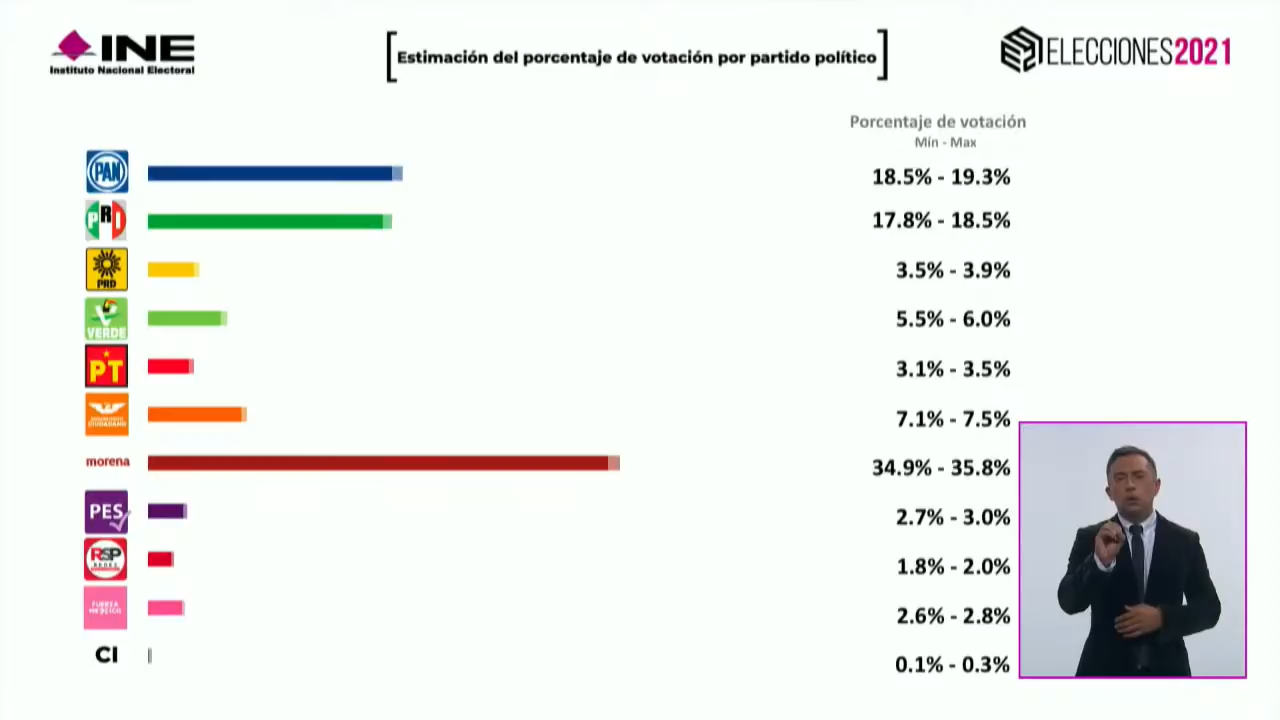 INE
Instituto Nacional Electoral
Estimación del porcentaje de votación por partido político
ELECCIONES2021
Porcentaje de votación
Mín - Max
PAN
18.5% - 19.3%
PRI
17.8% - 18.5%
PRD
3.5% - 3.9%
VERDE
5.5% - 6.0%
PT
3.1% - 3.5%
CIUDADANO
7.1% - 7.5%
morena
34.9% - 35.8%
PES
2.7% - 3.0%
RSP
1.8% - 2.0%
FUERZA
MÉXICO
2.6% - 2.8%
CI
0.1% - 0.3%